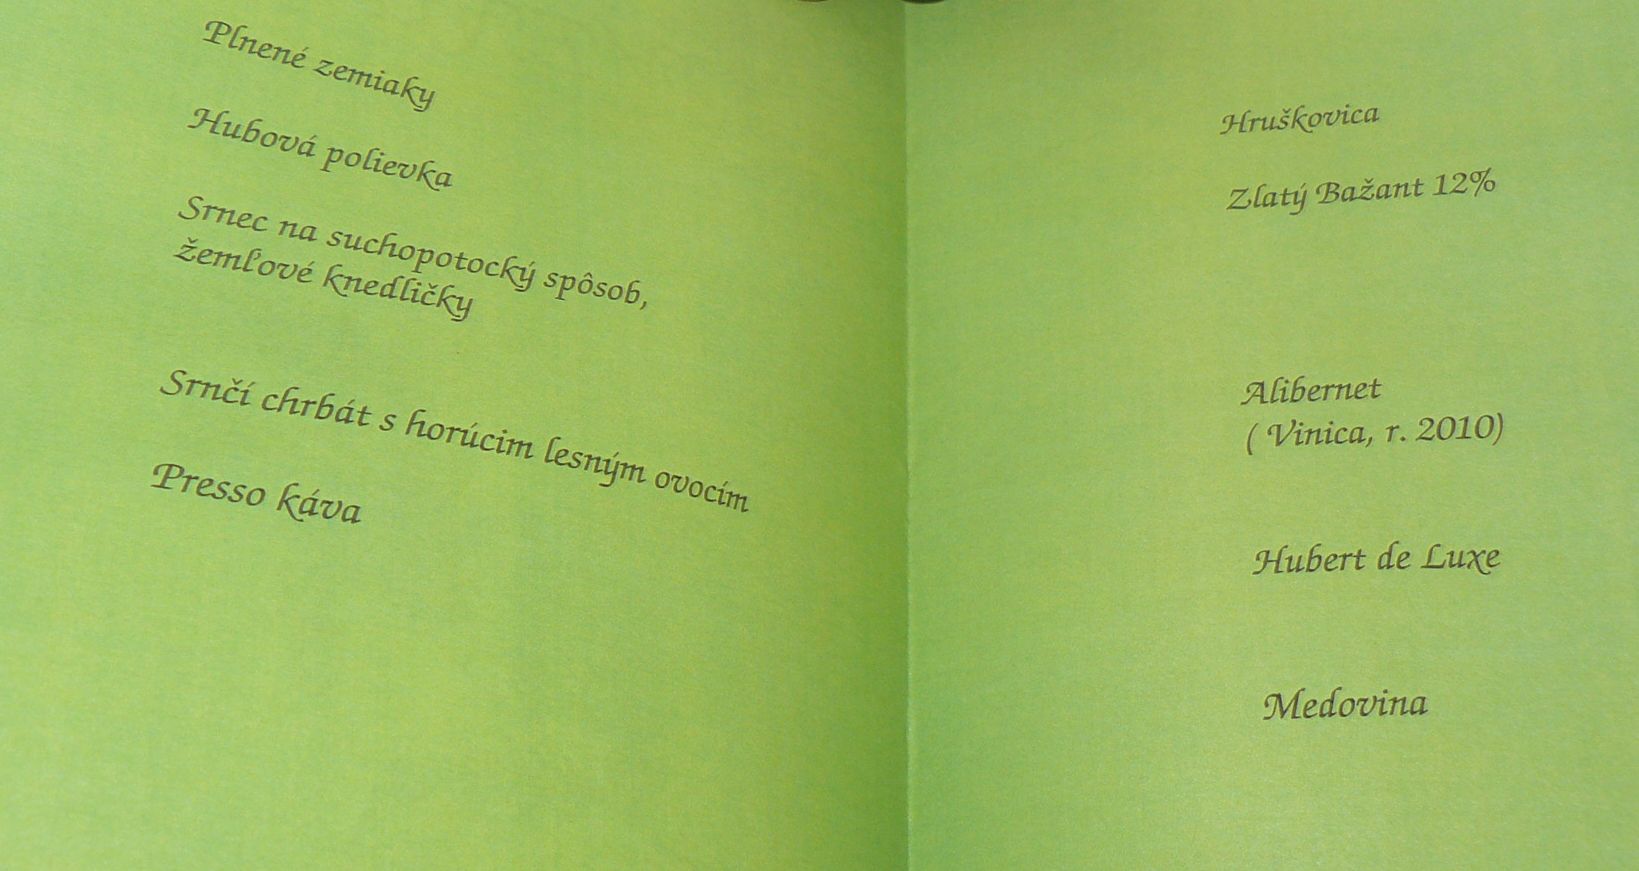 Plnené zemiaky
Hubová polievka
Srnec na suchopotocký spôsob,
žemľové knedličky
Srnčí chrbát s horúcim lesným ovocím
Presso káva
Hruškovica
Zlatý Bažant 12%
Alibernet
( Vinica, r. 2010)
Hubert de Luxe
Medovina